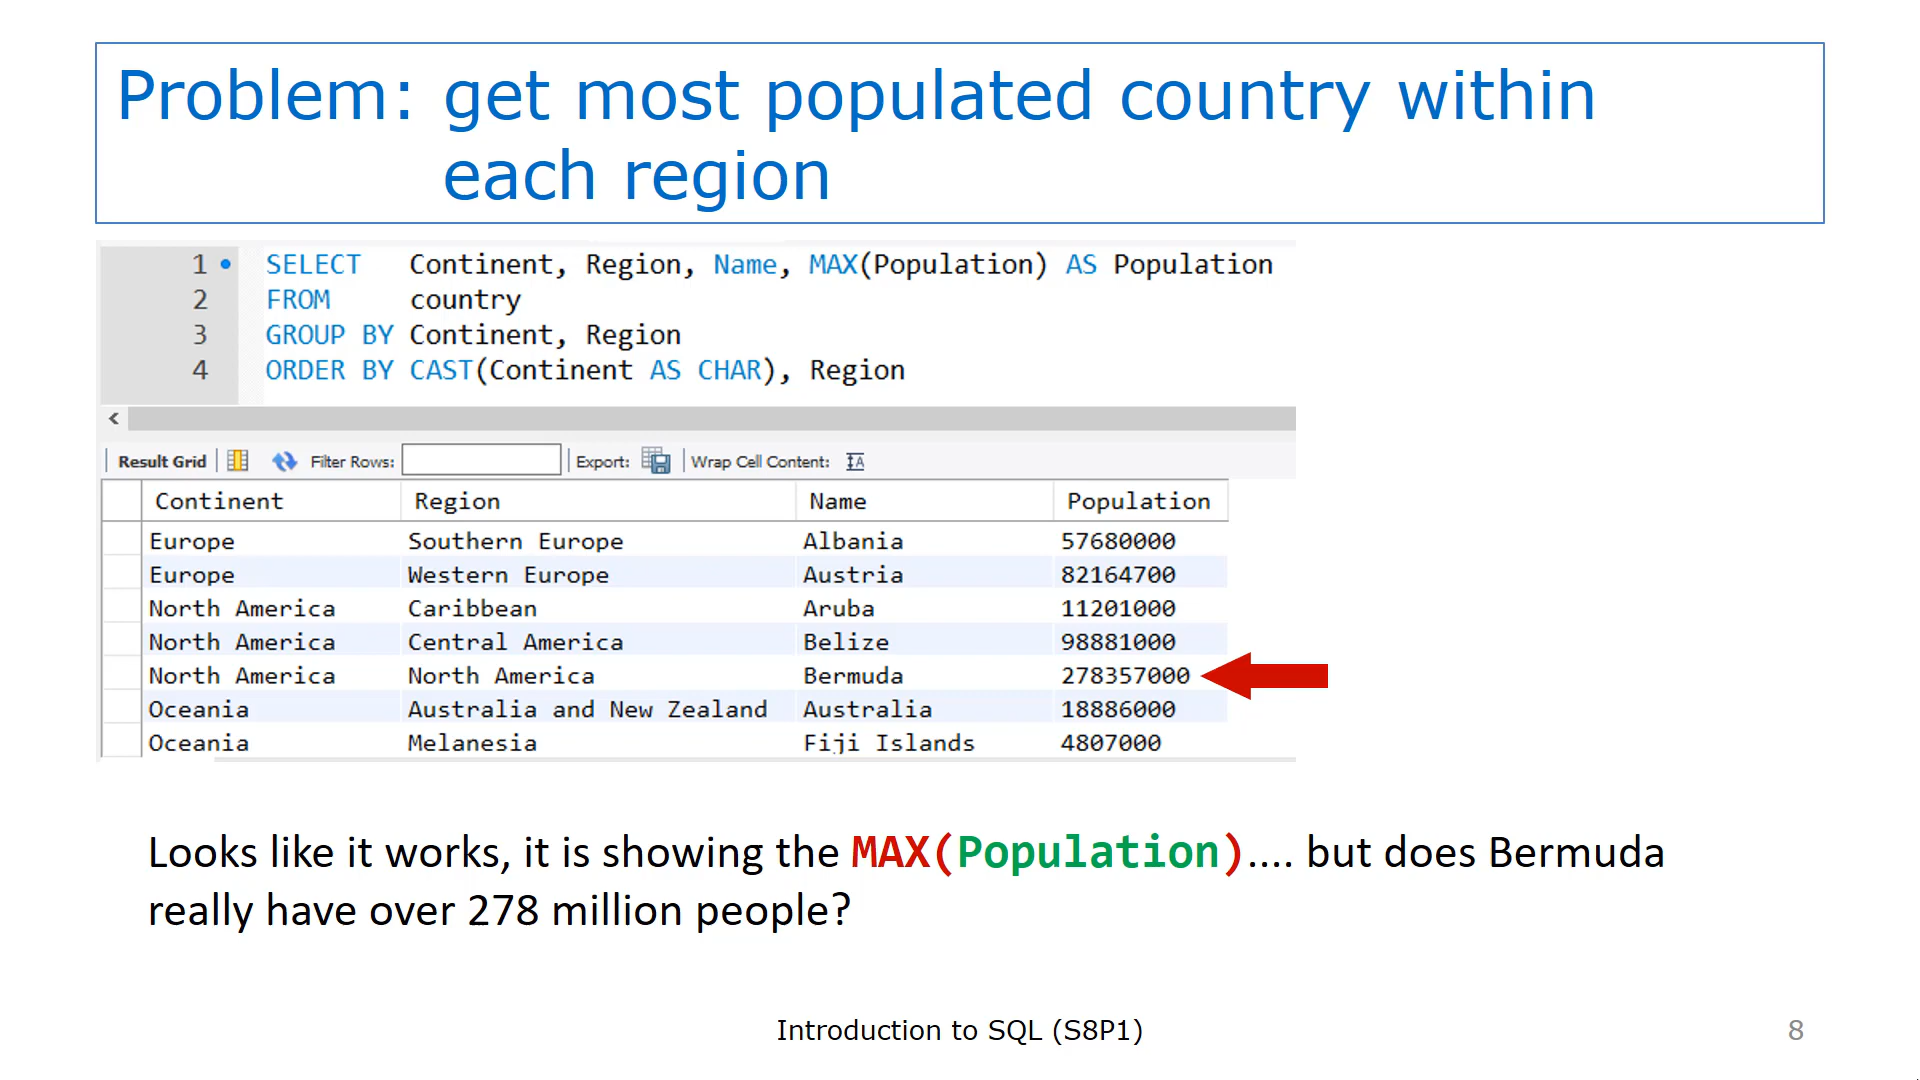 Problem: get most populated country within
each region
1 SELECT Continent, Region, Name, MAX(Population) AS Population
2 FROM country
3 GROUP BY Continent, Region
4 ORDER BY CAST(Continent AS CHAR), Region
Result Grid Filter Rows: Export: Wrap Cell Content:
Continent Region Name Population
Europe Southern Europe Albania 57680000
Europe Western Europe Austria 82164700
North America Caribbean Aruba 11201000
North America Central America Belize 98881000
North America North America Bermuda 278357000
Oceania Australia and New Zealand Australia 18886000
Oceania Melanesia Fiji Islands 4807000
Looks like it works, it is showing the MAX(Population).... but does Bermuda
really have over 278 million people?
Introduction to SQL (S8P1)
8